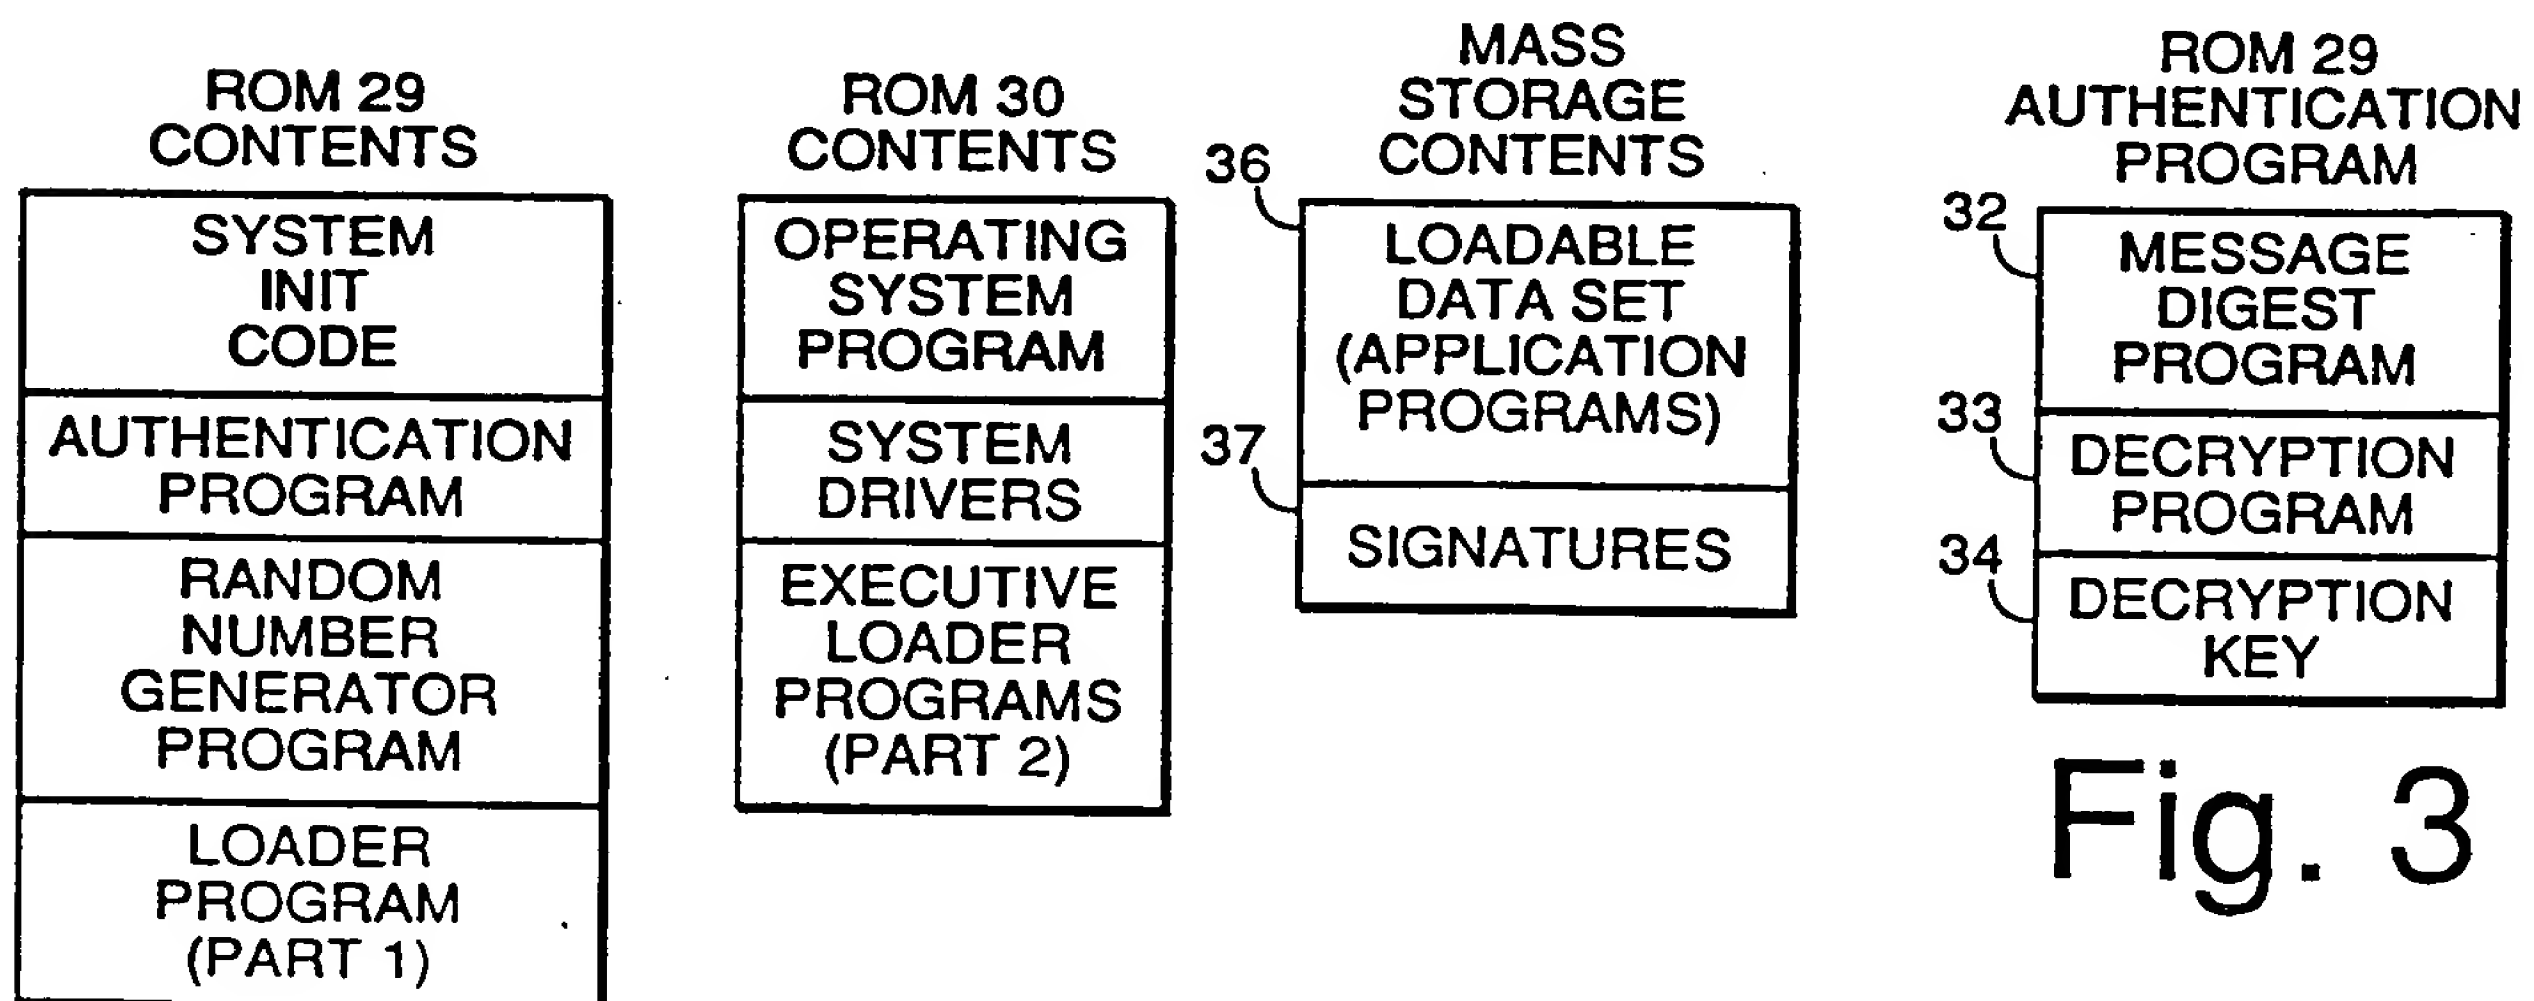 ROM 29
CONTENTS
SYSTEM
INIT
CODE
AUTHENTICATION
PROGRAM
RANDOM
NUMBER
GENERATOR
PROGRAM
LOADER
PROGRAM
(PART 1)
ROM 30
CONTENTS
OPERATING
SYSTEM
PROGRAM
SYSTEM
DRIVERS
EXECUTIVE
LOADER
PROGRAMS
(PART 2)
MASS
STORAGE
CONTENTS
36
LOADABLE
DATA SET
(APPLICATION
PROGRAMS)
37
SIGNATURES
ROM 29
AUTHENTICATION
PROGRAM
32
MESSAGE
DIGEST
PROGRAM
33
DECRYPTION
PROGRAM
34
DECRYPTION
KEY
Fig. 3